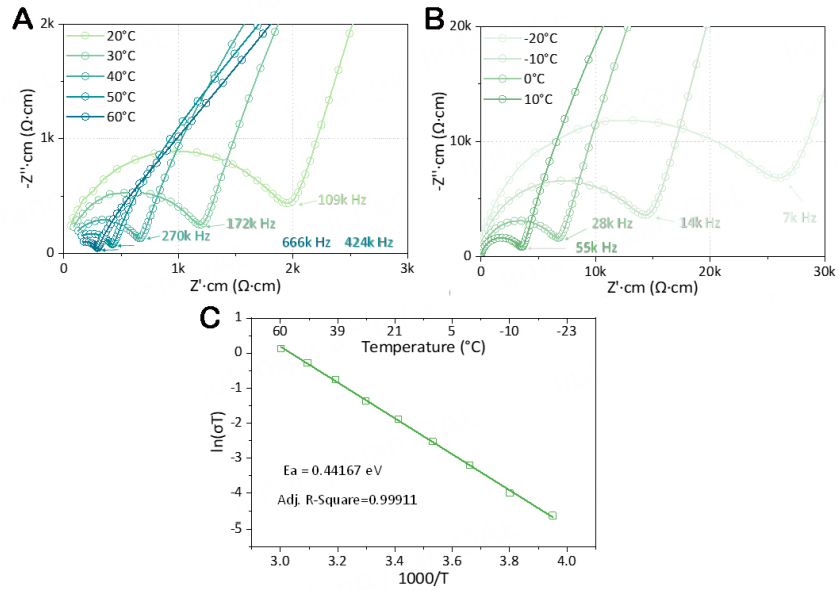 A
2k
1k
0
-Z''·cm (Ω·cm)
20°C
30°C
40°C
50°C
60°C
109k Hz
172k Hz
270k Hz
666k Hz
424k Hz
0
1k
2k
3k
Z'·cm (Ω·cm)
B
20k
10k
0
-Z''·cm (Ω·cm)
-20°C
-10°C
0°C
10°C
7k Hz
14k Hz
28k Hz
55k Hz
0
10k
20k
30k
Z'·cm (Ω·cm)
C
60 39 21 5 -10 -23
Temperature (°C)
1
0
-1
-2
-3
-4
-5
ln(σT)
Ea = 0.44167 eV
Adj. R-Square=0.99911
3.0 3.2 3.4 3.6 3.8 4.0
1000/T